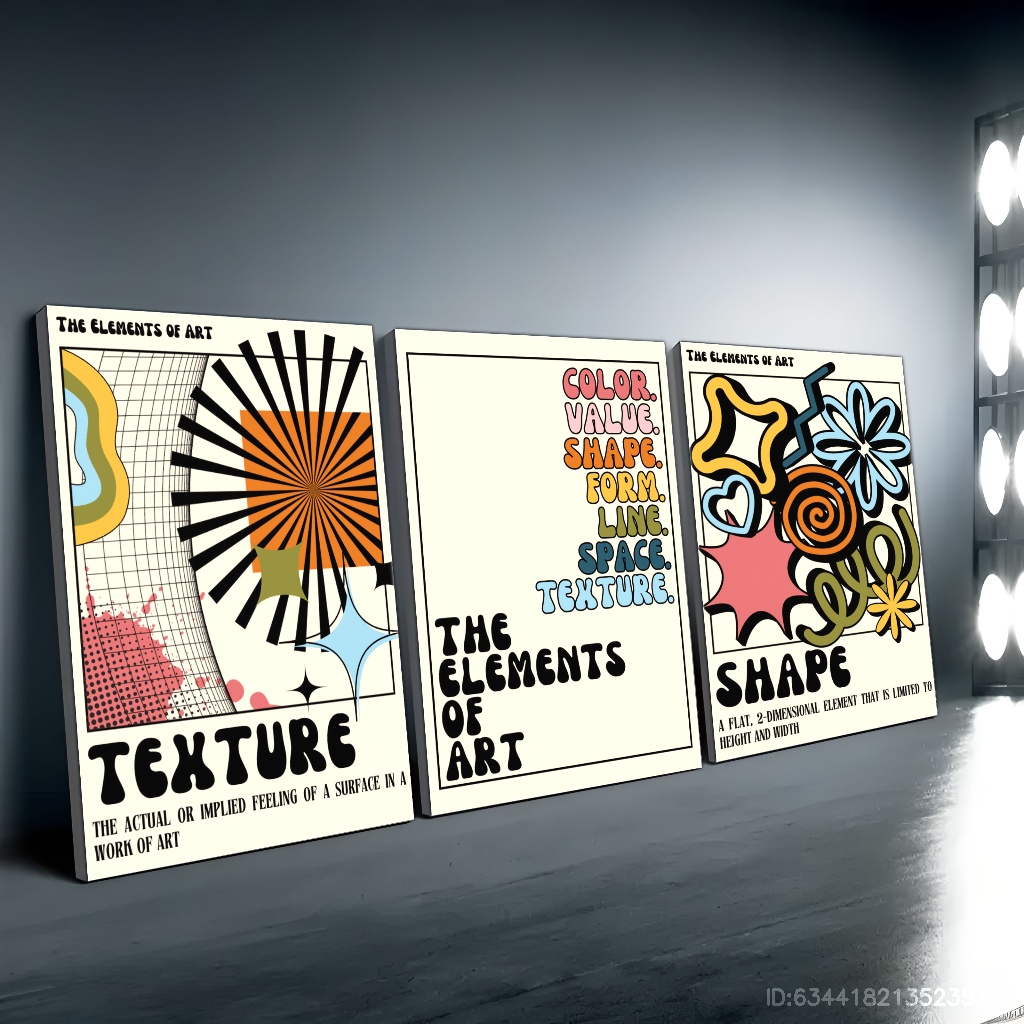 THE ELEMENTS OF ART
TEXTURE
THE ACTUAL OR IMPLIED FEELING OF A SURFACE IN A
WORK OF ART
COLOR.
VALUE.
SHAPE.
FORM.
LINE.
SPACE.
TEXTURE.
THE
ELEMENTS
OF
ART
THE ELEMENTS OF ART
SHAPE
A FLAT, 2-DIMENSIONAL ELEMENT THAT IS LIMITED TO
HEIGHT AND WIDTH